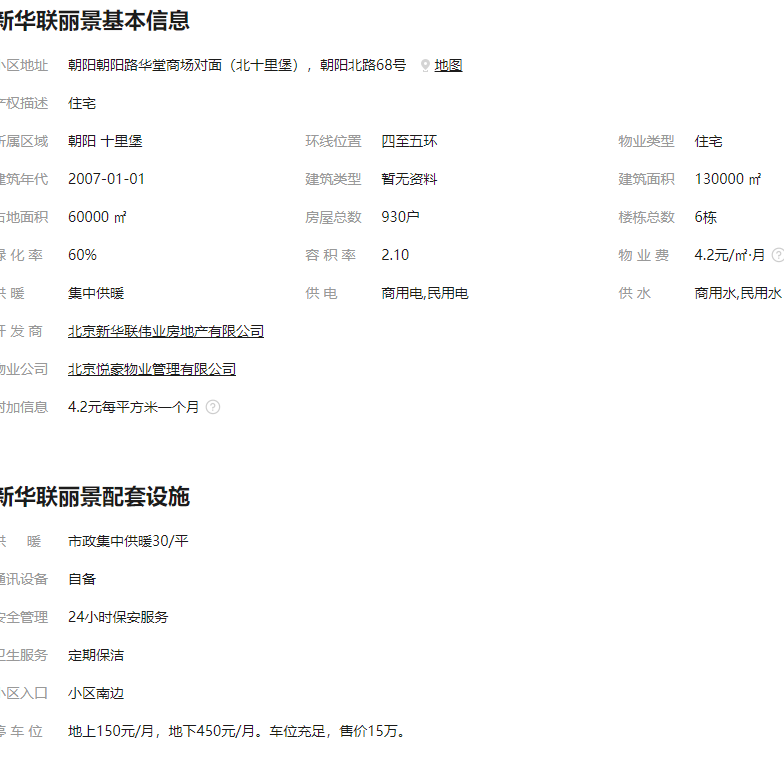 新华联丽景基本信息
小区地址 朝阳朝阳路华堂商场对面（北十里堡），朝阳北路68号 地图
产权描述 住宅
所属区域 朝阳 十里堡 环线位置 四至五环 物业类型 住宅
建筑年代 2007-01-01 建筑类型 暂无资料 建筑面积 130000 ㎡
占地面积 60000 ㎡ 房屋总数 930户 楼栋总数 6栋
绿 化 率 60% 容 积 率 2.10 物 业 费 4.2元/㎡·月
供 暖 集中供暖 供 电 商用电,民用电 供 水 商用水,民用水
开 发 商 北京新华联伟业房地产有限公司
物业公司 北京悦豪物业管理有限公司
附加信息 4.2元每平方米一个月
新华联丽景配套设施
供 暖 市政集中供暖30/平
通讯设备 自备
安全管理 24小时保安服务
卫生服务 定期保洁
小区入口 小区南边
停 车 位 地上150元/月，地下450元/月。车位充足，售价15万。